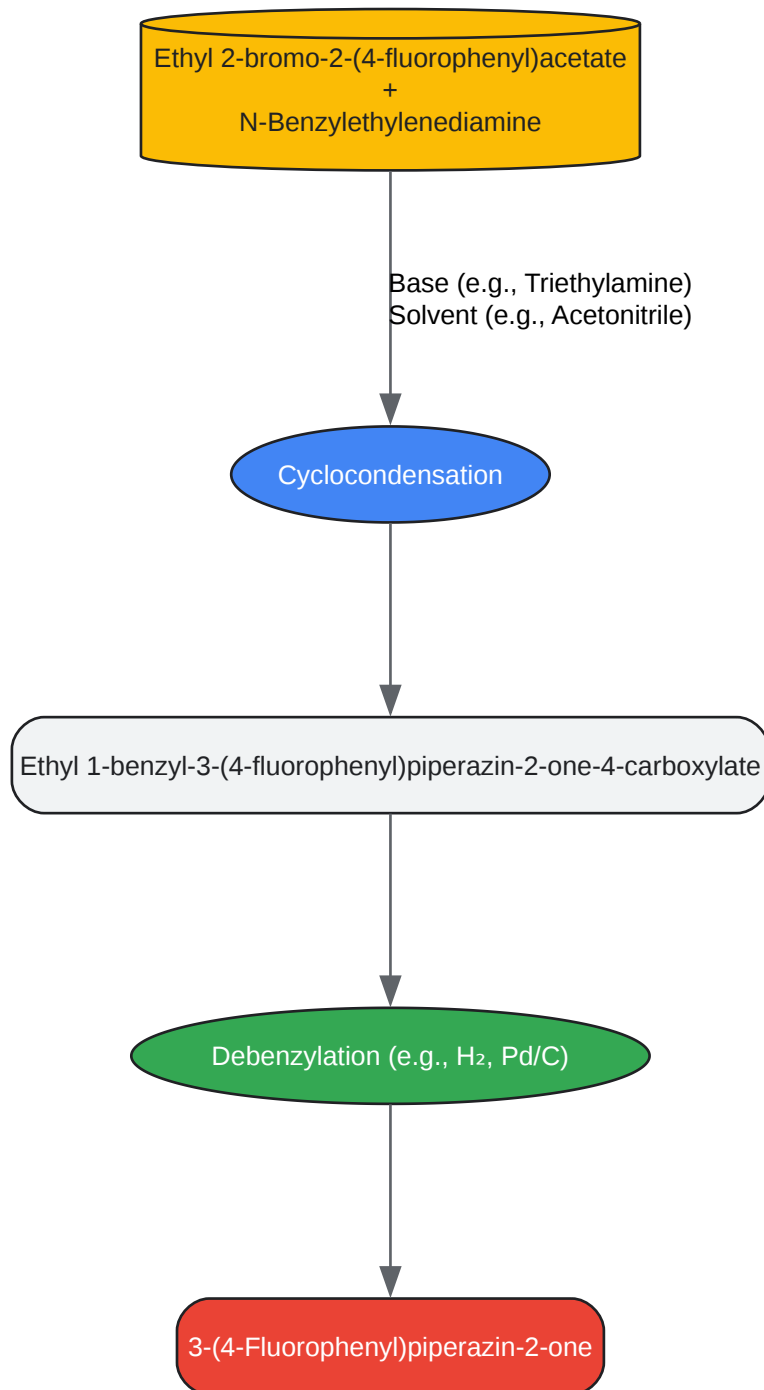 Ethyl 2-bromo-2-(4-fluorophenyl)acetate
+
N-Benzylethylenediamine
Base (e.g., Triethylamine)
Solvent (e.g., Acetonitrile)
Cyclocondensation
Ethyl 1-benzyl-3-(4-fluorophenyl)piperazin-2-one-4-carboxylate
Debenzylation (e.g., H₂, Pd/C)
3-(4-Fluorophenyl)piperazin-2-one